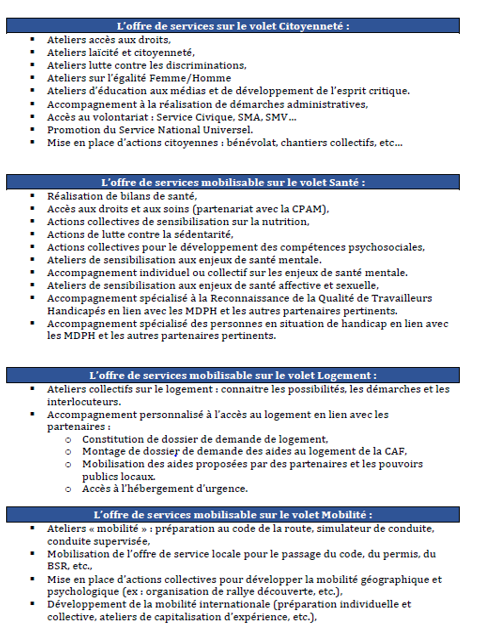 L'offre de services sur le volet Citoyenneté :
▪ Ateliers accès aux droits,
▪ Ateliers laïcité et citoyenneté,
▪ Ateliers lutte contre les discriminations,
▪ Ateliers sur l'égalité Femme/Homme
▪ Ateliers d'éducation aux médias et de développement de l'esprit critique.
▪ Accompagnement à la réalisation de démarches administratives,
▪ Accès au volontariat : Service Civique, SMA, SMV…
▪ Promotion du Service National Universel.
▪ Mise en place d'actions citoyennes : bénévolat, chantiers collectifs, etc…
L'offre de services mobilisable sur le volet Santé :
▪ Réalisation de bilans de santé,
▪ Accès aux droits et aux soins (partenariat avec la CPAM),
▪ Actions collectives de sensibilisation sur la nutrition,
▪ Actions de lutte contre la sédentarité,
▪ Actions collectives pour le développement des compétences psychosociales,
▪ Ateliers de sensibilisation aux enjeux de santé mentale.
▪ Accompagnement individuel ou collectif sur les enjeux de santé mentale.
▪ Ateliers de sensibilisation aux enjeux de santé affective et sexuelle,
▪ Accompagnement spécialisé à la Reconnaissance de la Qualité de Travailleurs
Handicapés en lien avec les MDPH et les autres partenaires pertinents.
▪ Accompagnement spécialisé des personnes en situation de handicap en lien avec
les MDPH et les autres partenaires pertinents.
L'offre de services mobilisable sur le volet Logement :
▪ Ateliers collectifs sur le logement : connaitre les possibilités, les démarches et les
interlocuteurs.
▪ Accompagnement personnalisé à l'accès au logement en lien avec les
partenaires :
o Constitution de dossier de demande de logement,
o Montage de dossier de demande des aides au logement de la CAF,
o Mobilisation des aides proposées par des partenaires et les pouvoirs
publics locaux.
o Accès à l'hébergement d'urgence.
L'offre de services mobilisable sur le volet Mobilité :
▪ Ateliers « mobilité » : préparation au code de la route, simulateur de conduite,
conduite supervisée,
▪ Mobilisation de l'offre de service locale pour le passage du code, du permis, du
BSR, etc.,
▪ Mise en place d'actions collectives pour développer la mobilité géographique et
psychologique (ex : organisation de rallye découverte, etc.),
▪ Développement de la mobilité internationale (préparation individuelle et
collective, ateliers de capitalisation d'expérience, etc.),